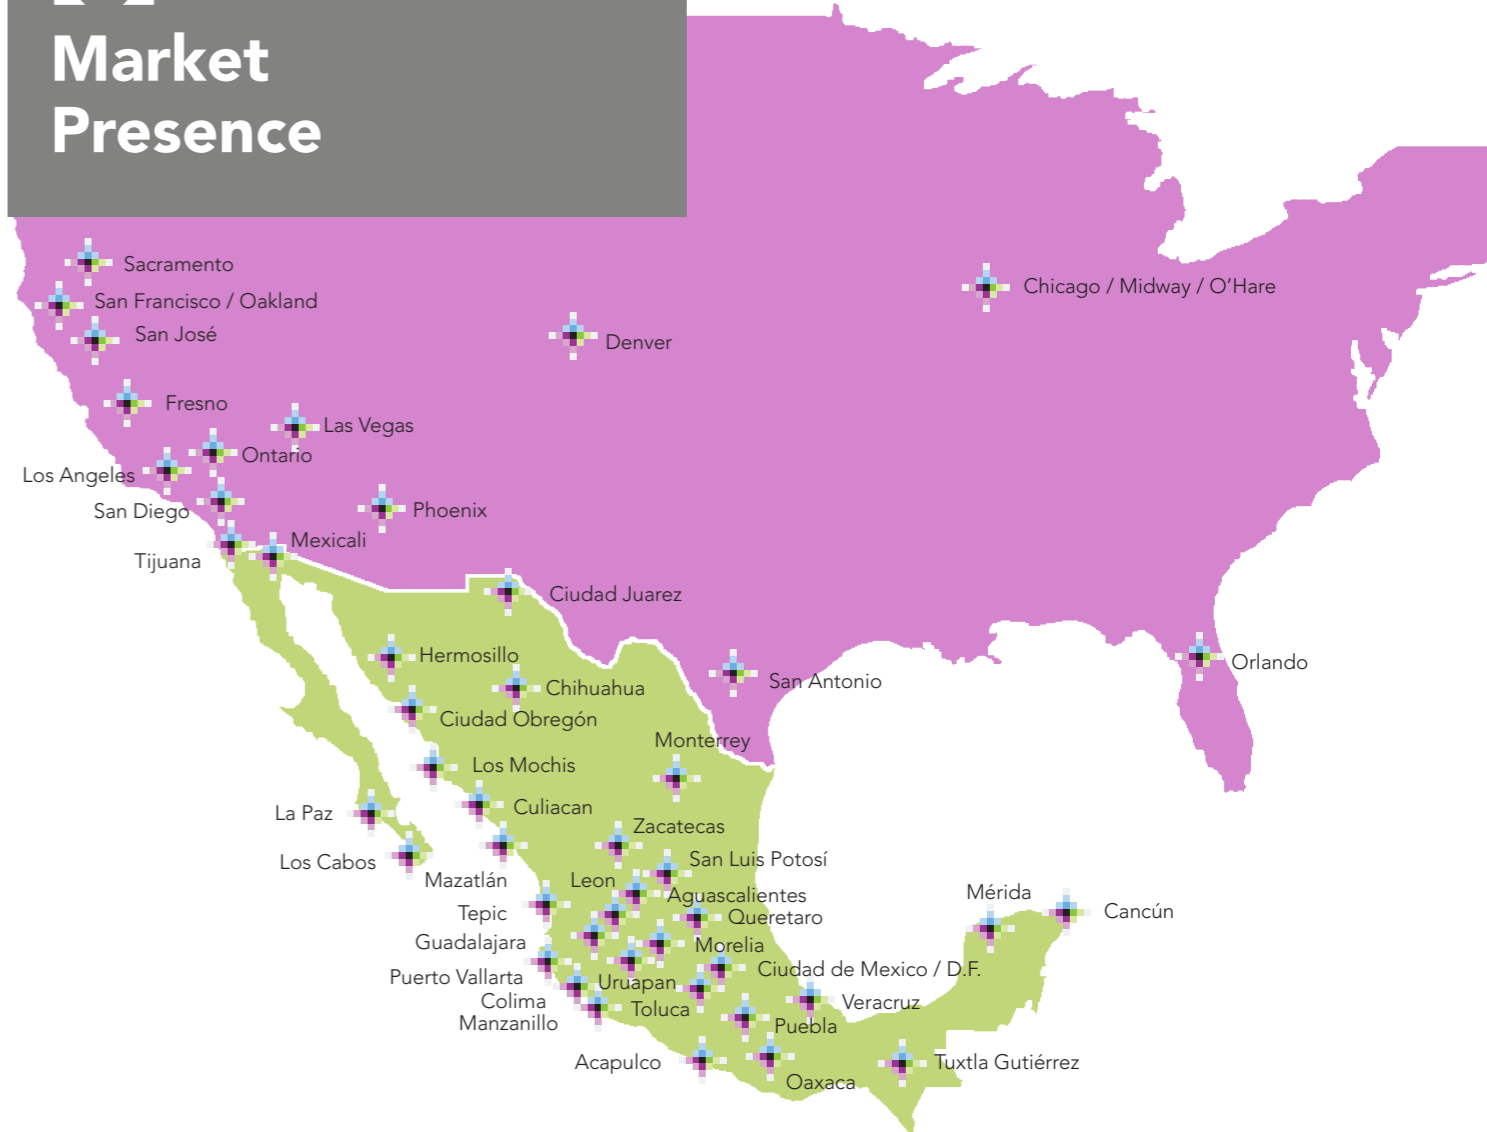 Market
Presence
Sacramento
Chicago / Midway / O’Hare
San Francisco / Oakland
San José
Denver
Fresno
Las Vegas
Ontario
Los Angeles
San Diego
Phoenix
Mexicali
Tijuana
Ciudad Juarez
Hermosillo
Orlando
San Antonio
Chihuahua
Ciudad Obregón
Monterrey
Los Mochis
Culiacan
La Paz
Zacatecas
San Luis Potosí
Los Cabos
Mazatlán
Leon
Aguascalientes
Mérida
Cancún
Tepic
Queretaro
Guadalajara
Morelia
Ciudad de Mexico / D.F.
Puerto Vallarta
Uruapan
Colima
Toluca
Veracruz
Manzanillo
Puebla
Acapulco
Tuxtla Gutiérrez
Oaxaca